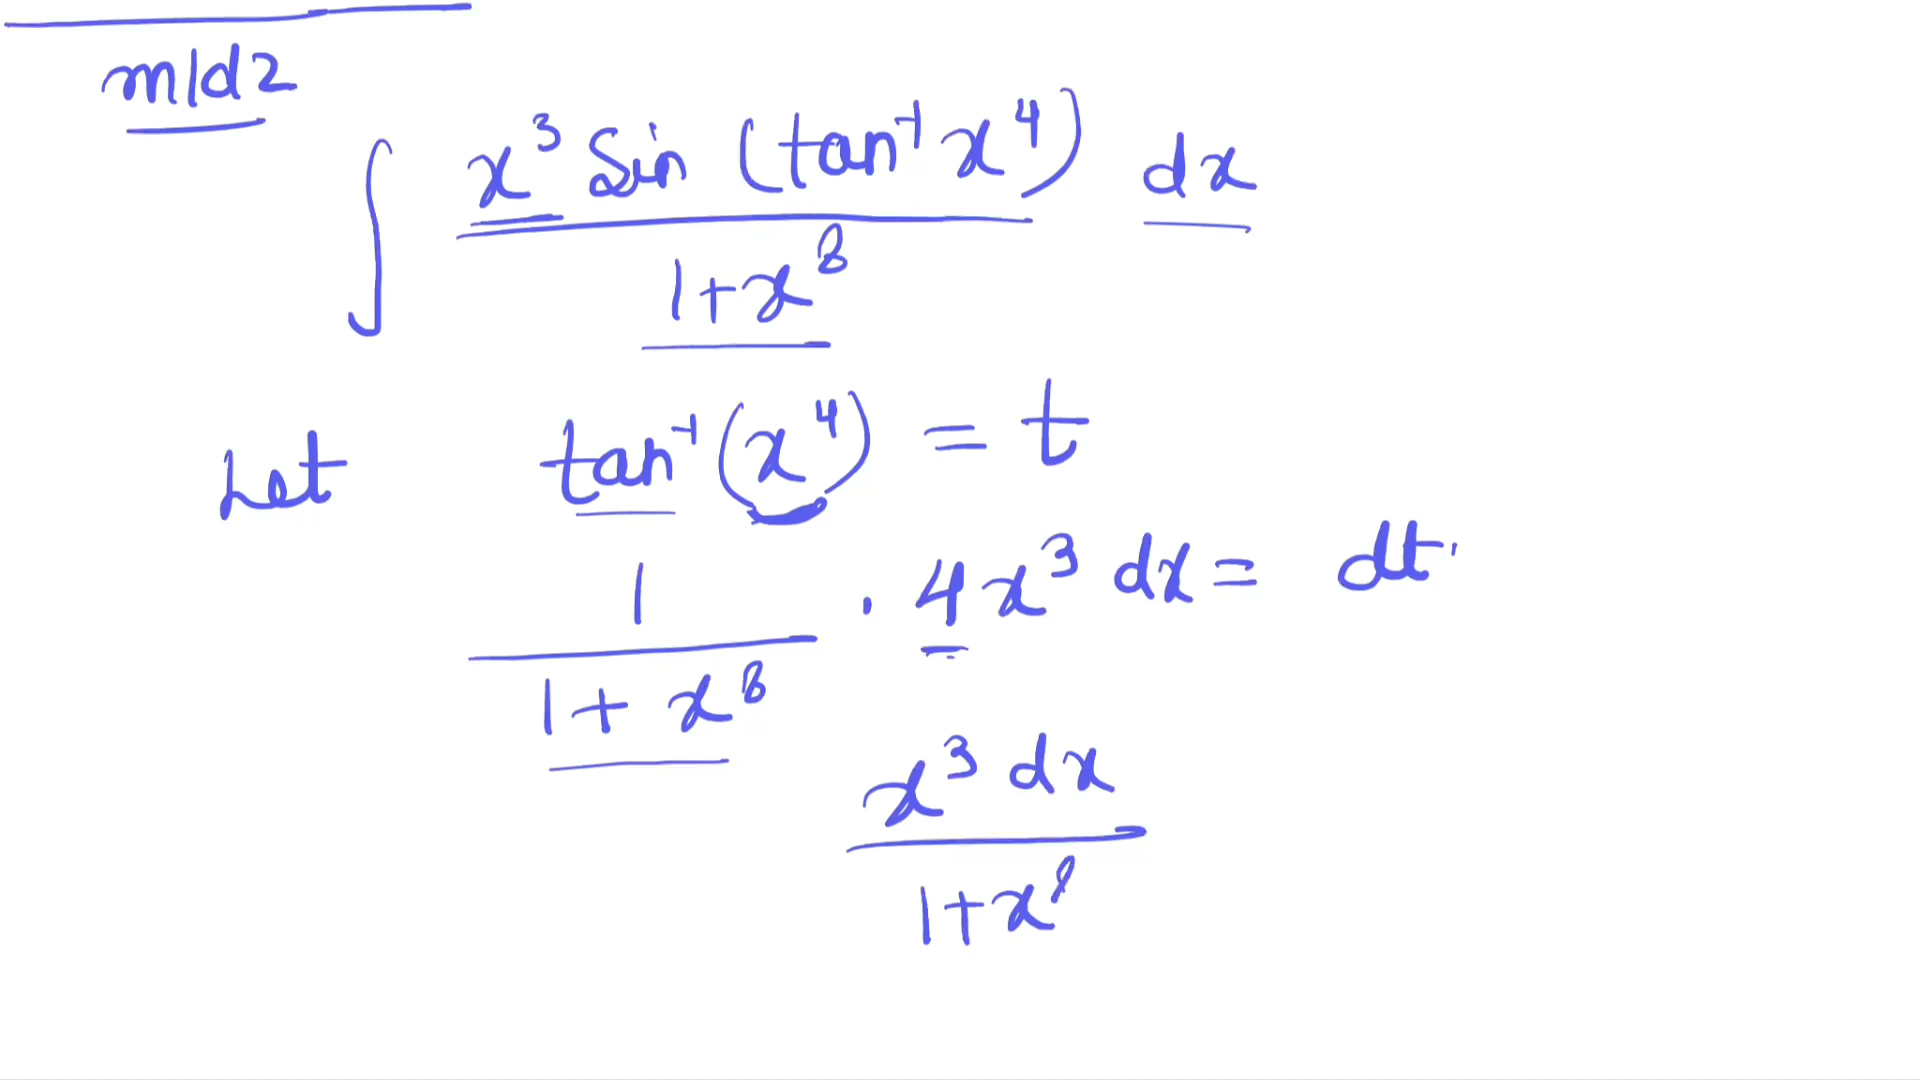 m/d2
∫ x³ Sin (tan⁻¹ x⁴) / 1+x⁸ dx
Let tan⁻¹(x⁴) = t
1 / 1+x⁸ . 4x³ dx = dt
x³ dx / 1+x⁸